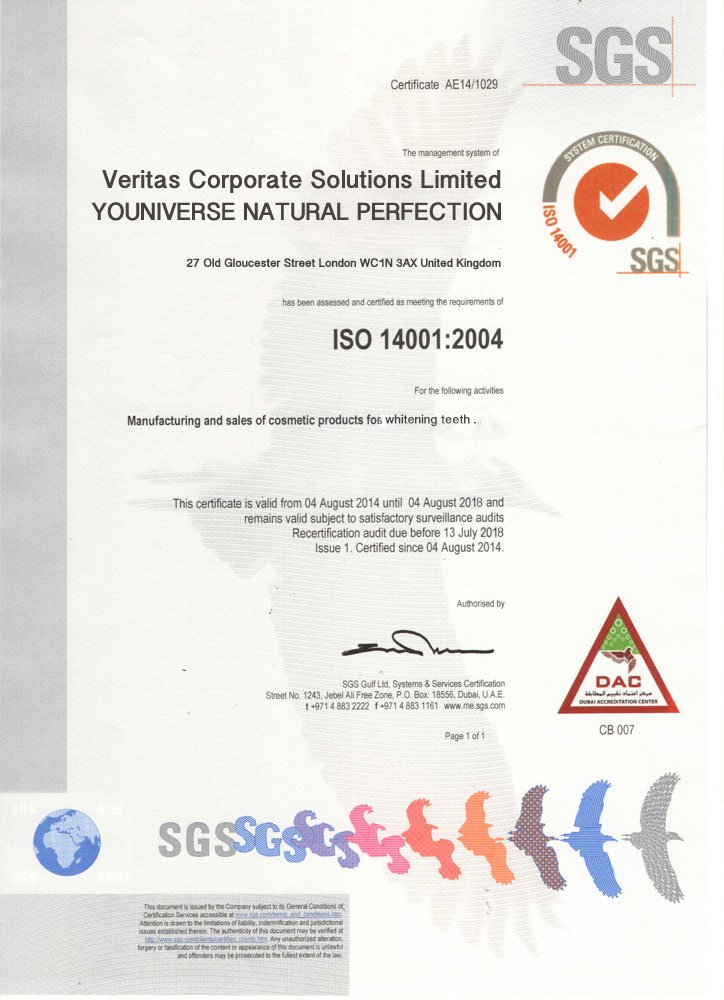 SGS
Certificate AE14/1029
The management system of
Veritas Corporate Solutions Limited
YOUNIVERSE NATURAL PERFECTION
SYSTEM CERTIFICATION
ISO 14001
SGS
27 Old Gloucester Street London WC1N 3AX United Kingdom
has been assessed and certified as meeting the requirements of
ISO 14001:2004
For the following activities
Manufacturing and sales of cosmetic products for whitening teeth .
This certificate is valid from 04 August 2014 until 04 August 2018 and
remains valid subject to satisfactory surveillance audits
Recertification audit due before 13 July 2018
Issue 1. Certified since 04 August 2014.
Authorised by
SGS Gulf Ltd, Systems & Services Certification
Street No. 1243, Jebel Ali Free Zone, P.O. Box: 18556, Dubai, U.A.E.
t +971 4 883 2222 f +971 4 883 1161 www.me.sgs.com
Page 1 of 1
DAC
مركز اعتماد تقييم المطابقة
DUBAI ACCREDITATION CENTER
CB 007
SGS SGS
SGS SGS
SGS SGS SGS SGS
This document is issued by the Company subject to its General Conditions of
Certification Services accessible at www.sgs.com/terms_and_conditions.htm.
Attention is drawn to the limitations of liability, indemnification and jurisdictional
issues established therein. The authenticity of this document may be verified at
http://www.sgs.com/clients/certified_clients.htm. Any unauthorized alteration,
forgery or falsification of the content or appearance of this document is unlawful
and offenders may be prosecuted to the fullest extent of the law.